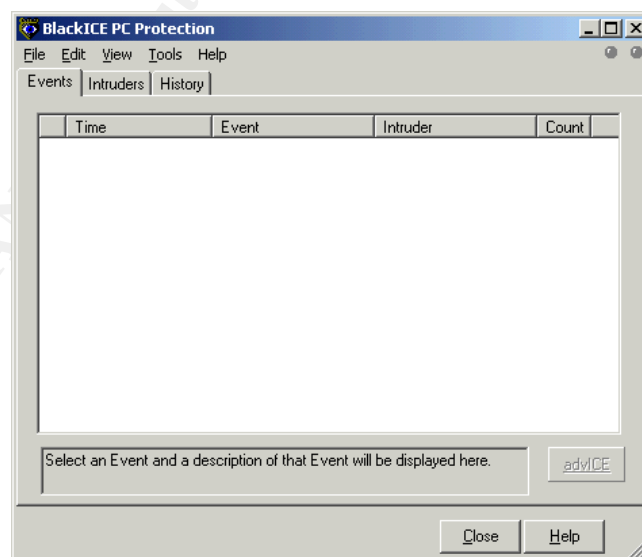 BlackICE PC Protection
File Edit View Tools Help
Events Intruders History
Time Event Intruder Count
Select an Event and a description of that Event will be displayed here.
advICE
Close Help